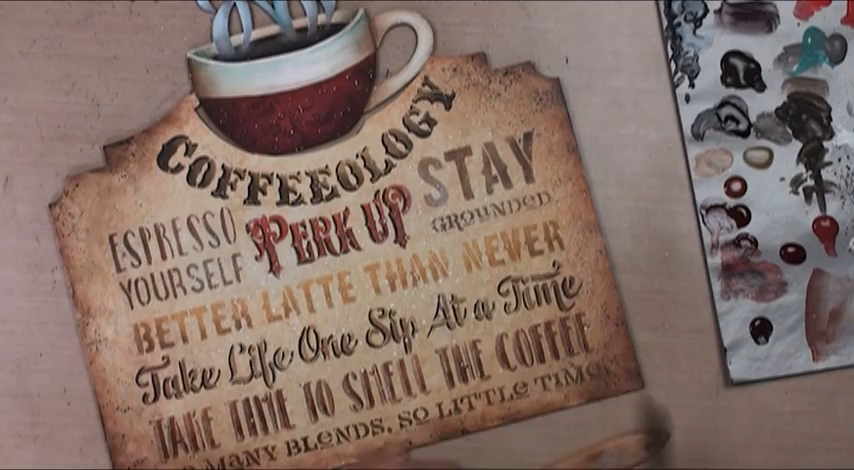 COFFEEOLOGY
ESPRESSO YOURSELF
PERK UP
STAY GROUNDED
BETTER LATTE THAN NEVER
Take Life One Sip At a Time
TAKE TIME TO SMELL THE COFFEE
MANY BLENDS, SO LITTLE TIME